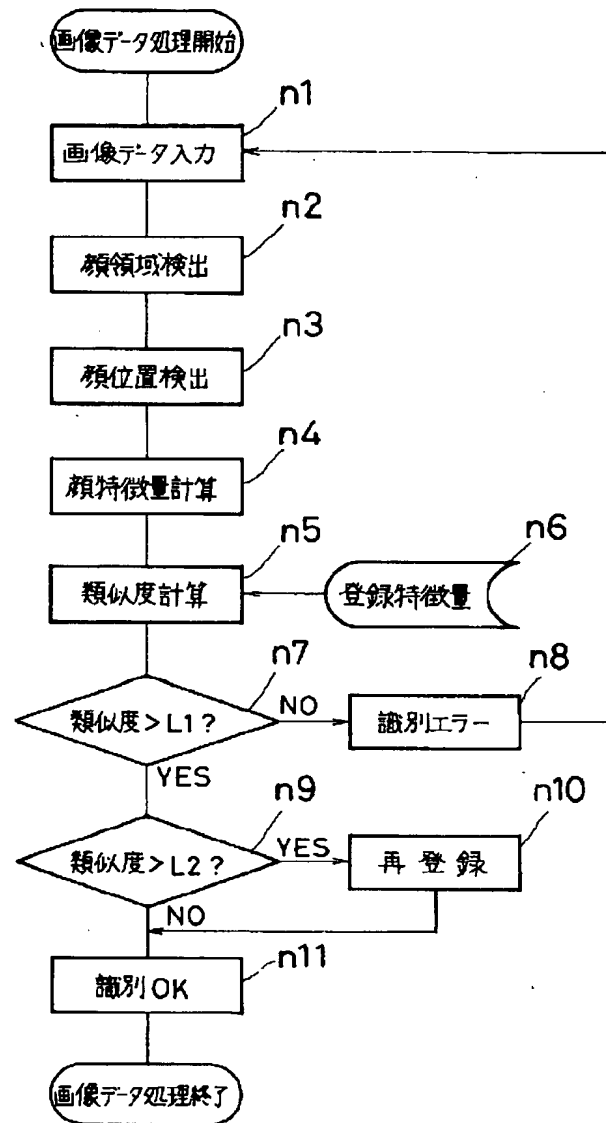 画像データ処理開始
n1
画像データ入力
n2
顔領域検出
n3
顔位置検出
n4
顔特徴量計算
n5
類似度計算
n6
登録特徴量
n7
類似度>L1?
NO
n8
識別エラー
YES
n9
類似度>L2?
YES
n10
再登録
NO
n11
識別OK
画像データ処理終了